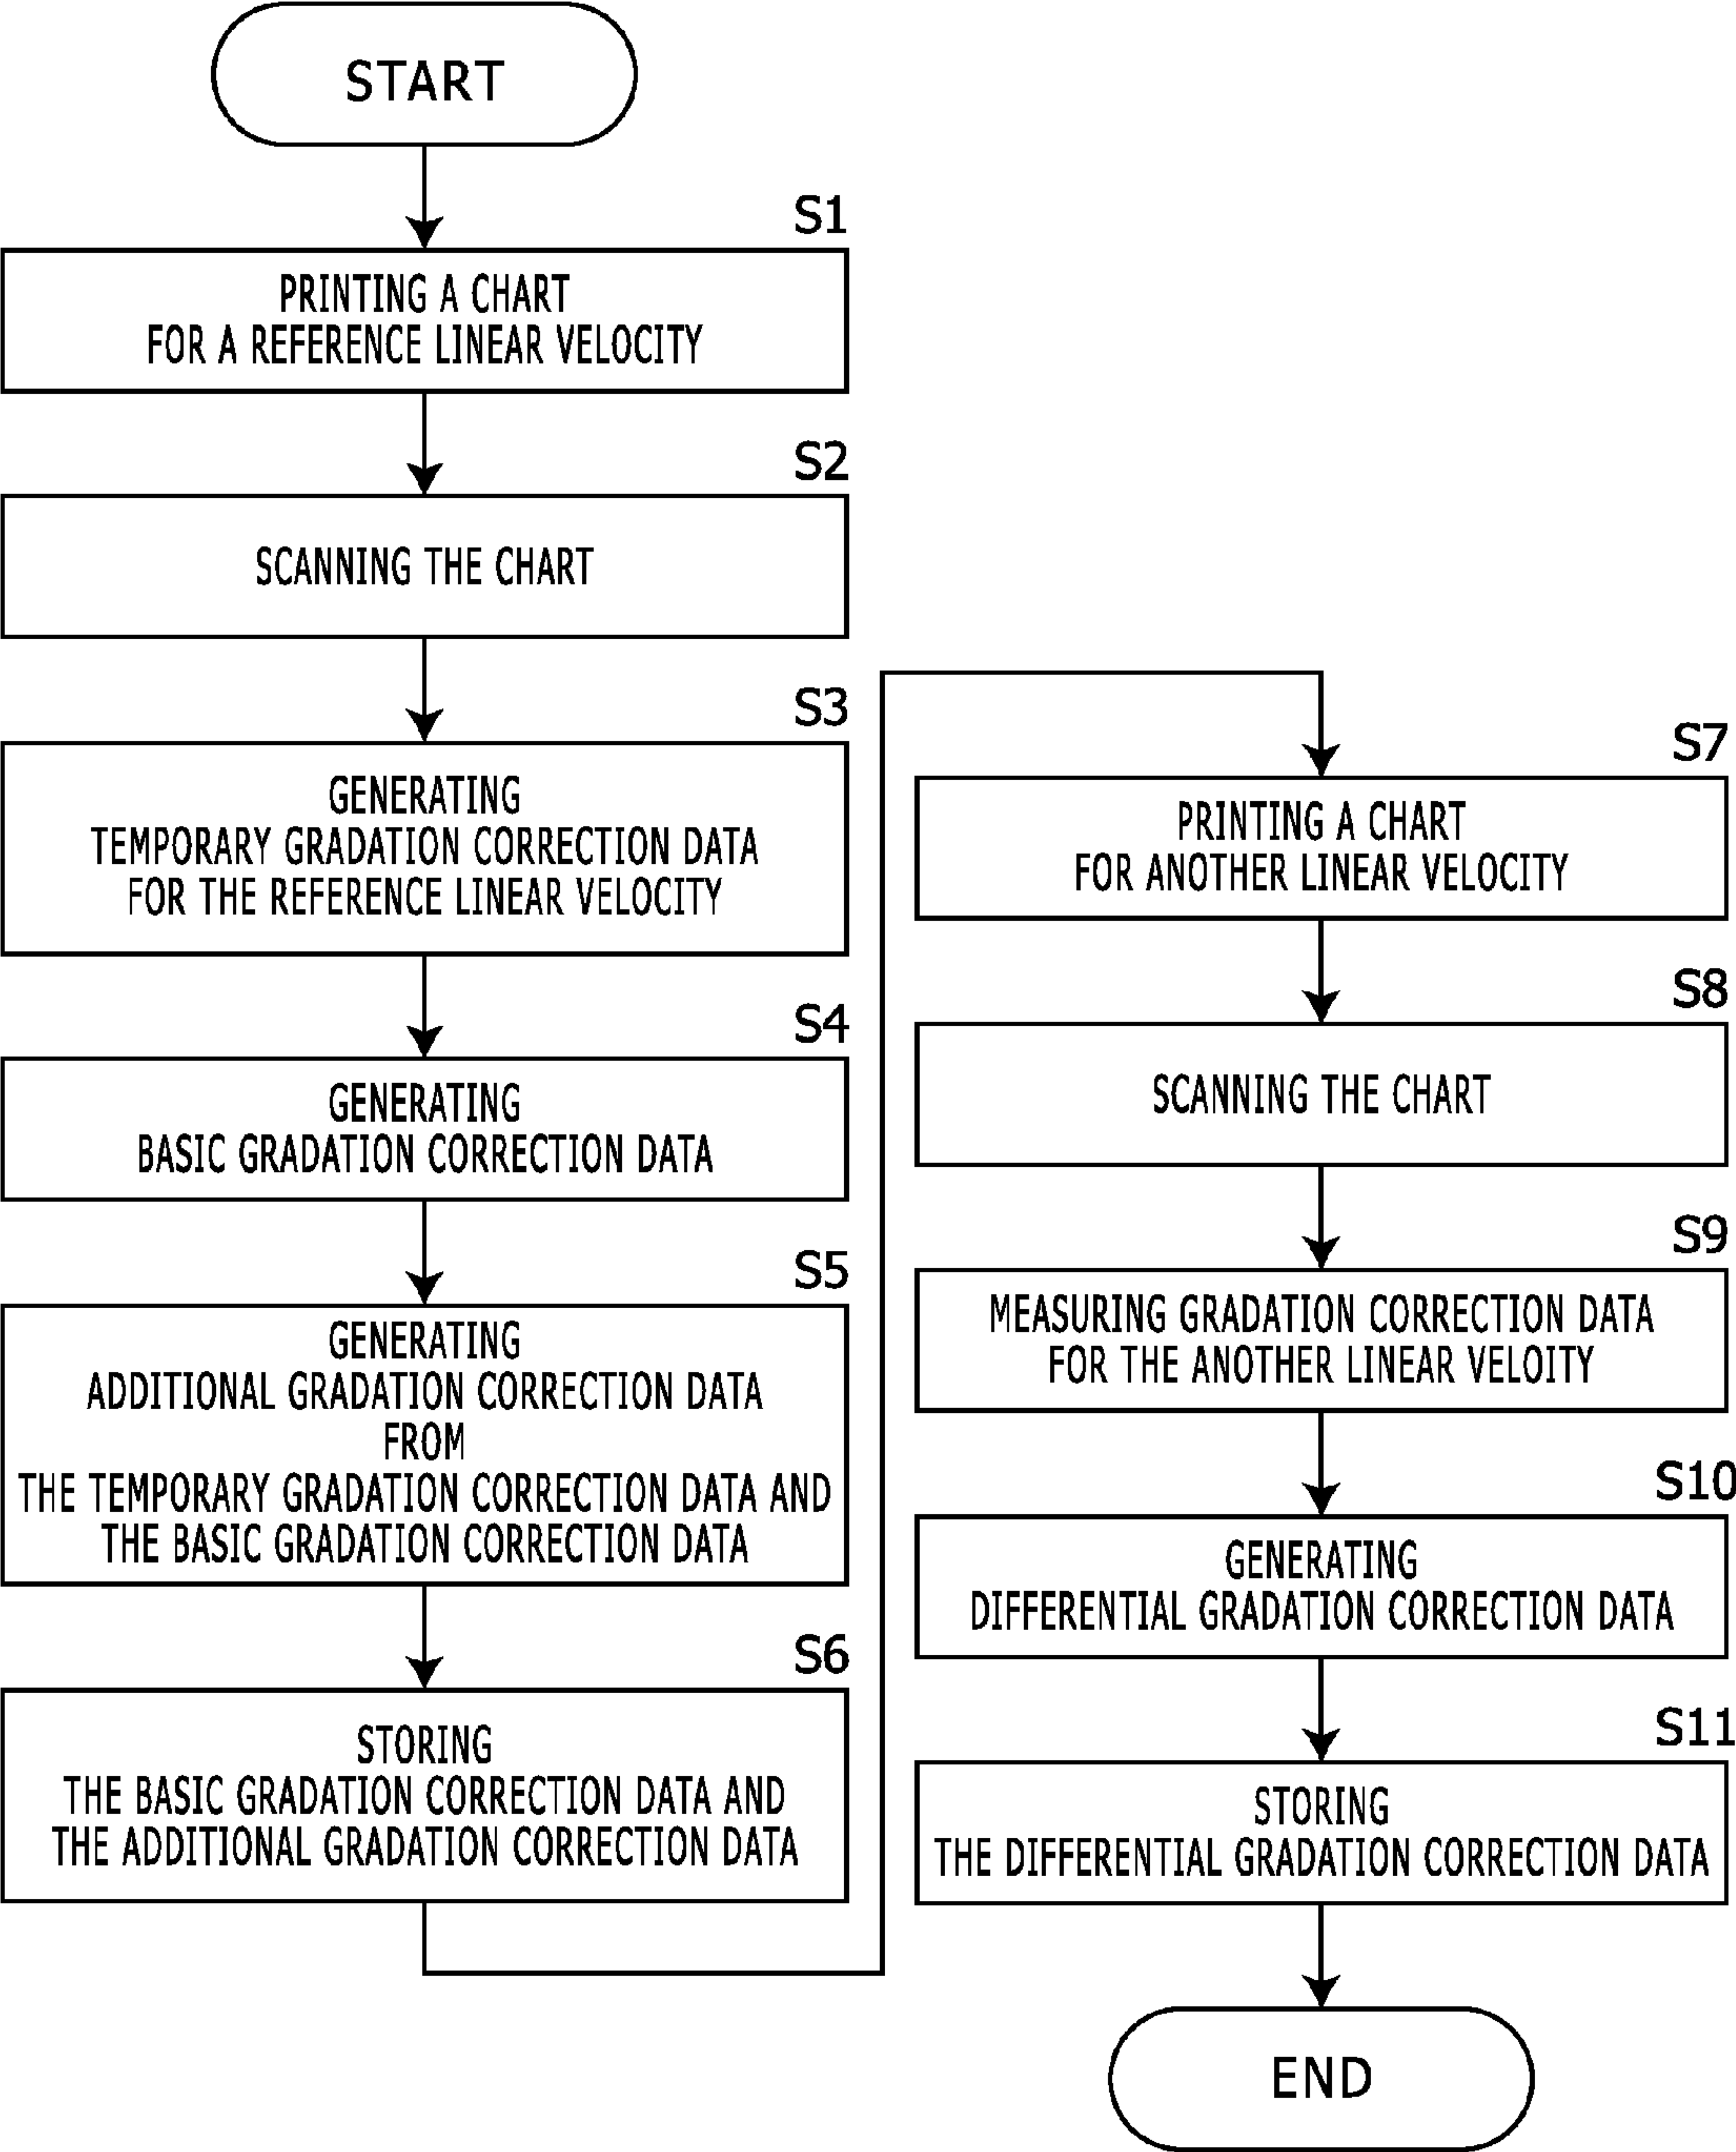 START
S1
PRINTING A CHART
FOR A REFERENCE LINEAR VELOCITY
S2
SCANNING THE CHART
S3
GENERATING
TEMPORARY GRADATION CORRECTION DATA
FOR THE REFERENCE LINEAR VELOCITY
S4
GENERATING
BASIC GRADATION CORRECTION DATA
S5
GENERATING
ADDITIONAL GRADATION CORRECTION DATA
FROM
THE TEMPORARY GRADATION CORRECTION DATA AND
THE BASIC GRADATION CORRECTION DATA
S6
STORING
THE BASIC GRADATION CORRECTION DATA AND
THE ADDITIONAL GRADATION CORRECTION DATA
S7
PRINTING A CHART
FOR ANOTHER LINEAR VELOCITY
S8
SCANNING THE CHART
S9
MEASURING GRADATION CORRECTION DATA
FOR THE ANOTHER LINEAR VELOITY
S10
GENERATING
DIFFERENTIAL GRADATION CORRECTION DATA
S11
STORING
THE DIFFERENTIAL GRADATION CORRECTION DATA
END